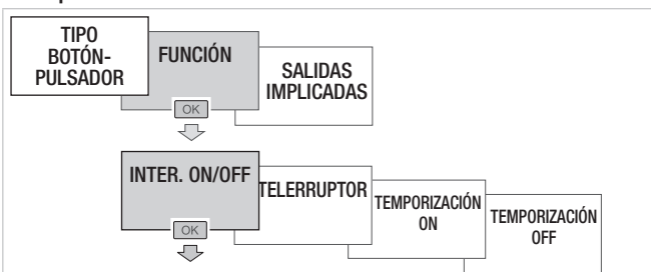 TIPO
BOTÓN-
PULSADOR
FUNCIÓN
SALIDAS
IMPLICADAS
OK
INTER. ON/OFF
TELERRUPTOR
TEMPORIZACIÓN
ON
TEMPORIZACIÓN
OFF
OK